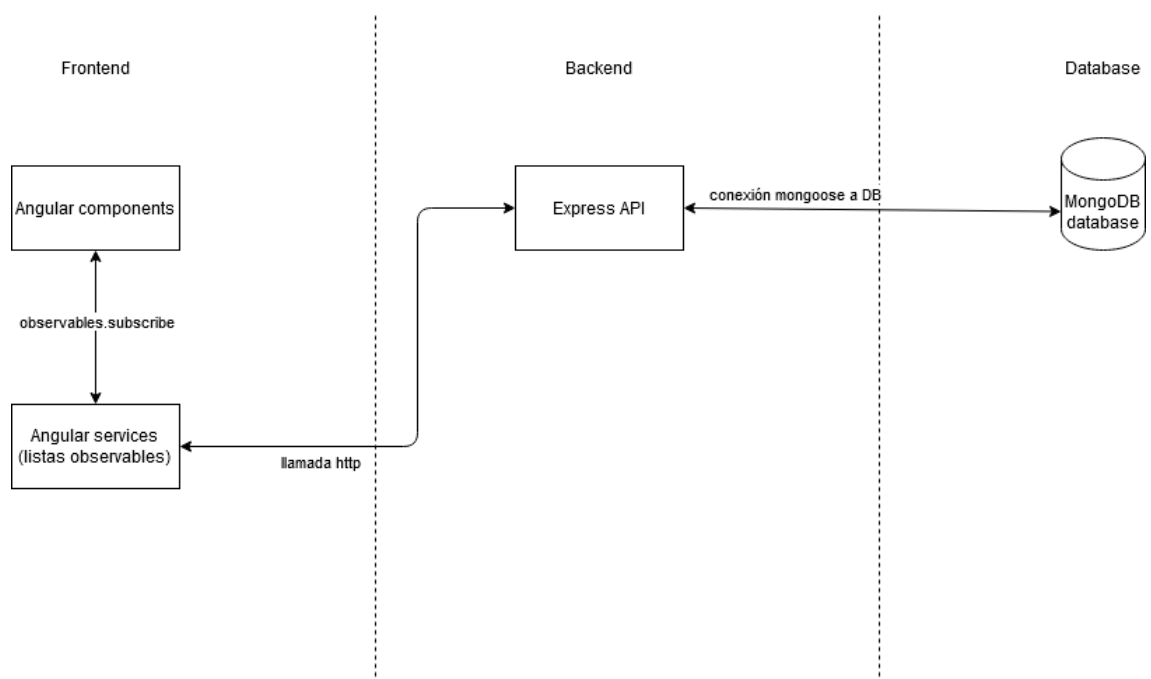 Frontend
Backend
Database
Angular components
Express API
conexión mongoose a DB
MongoDB
database
observables.subscribe
Angular services
(listas observables)
llamada http